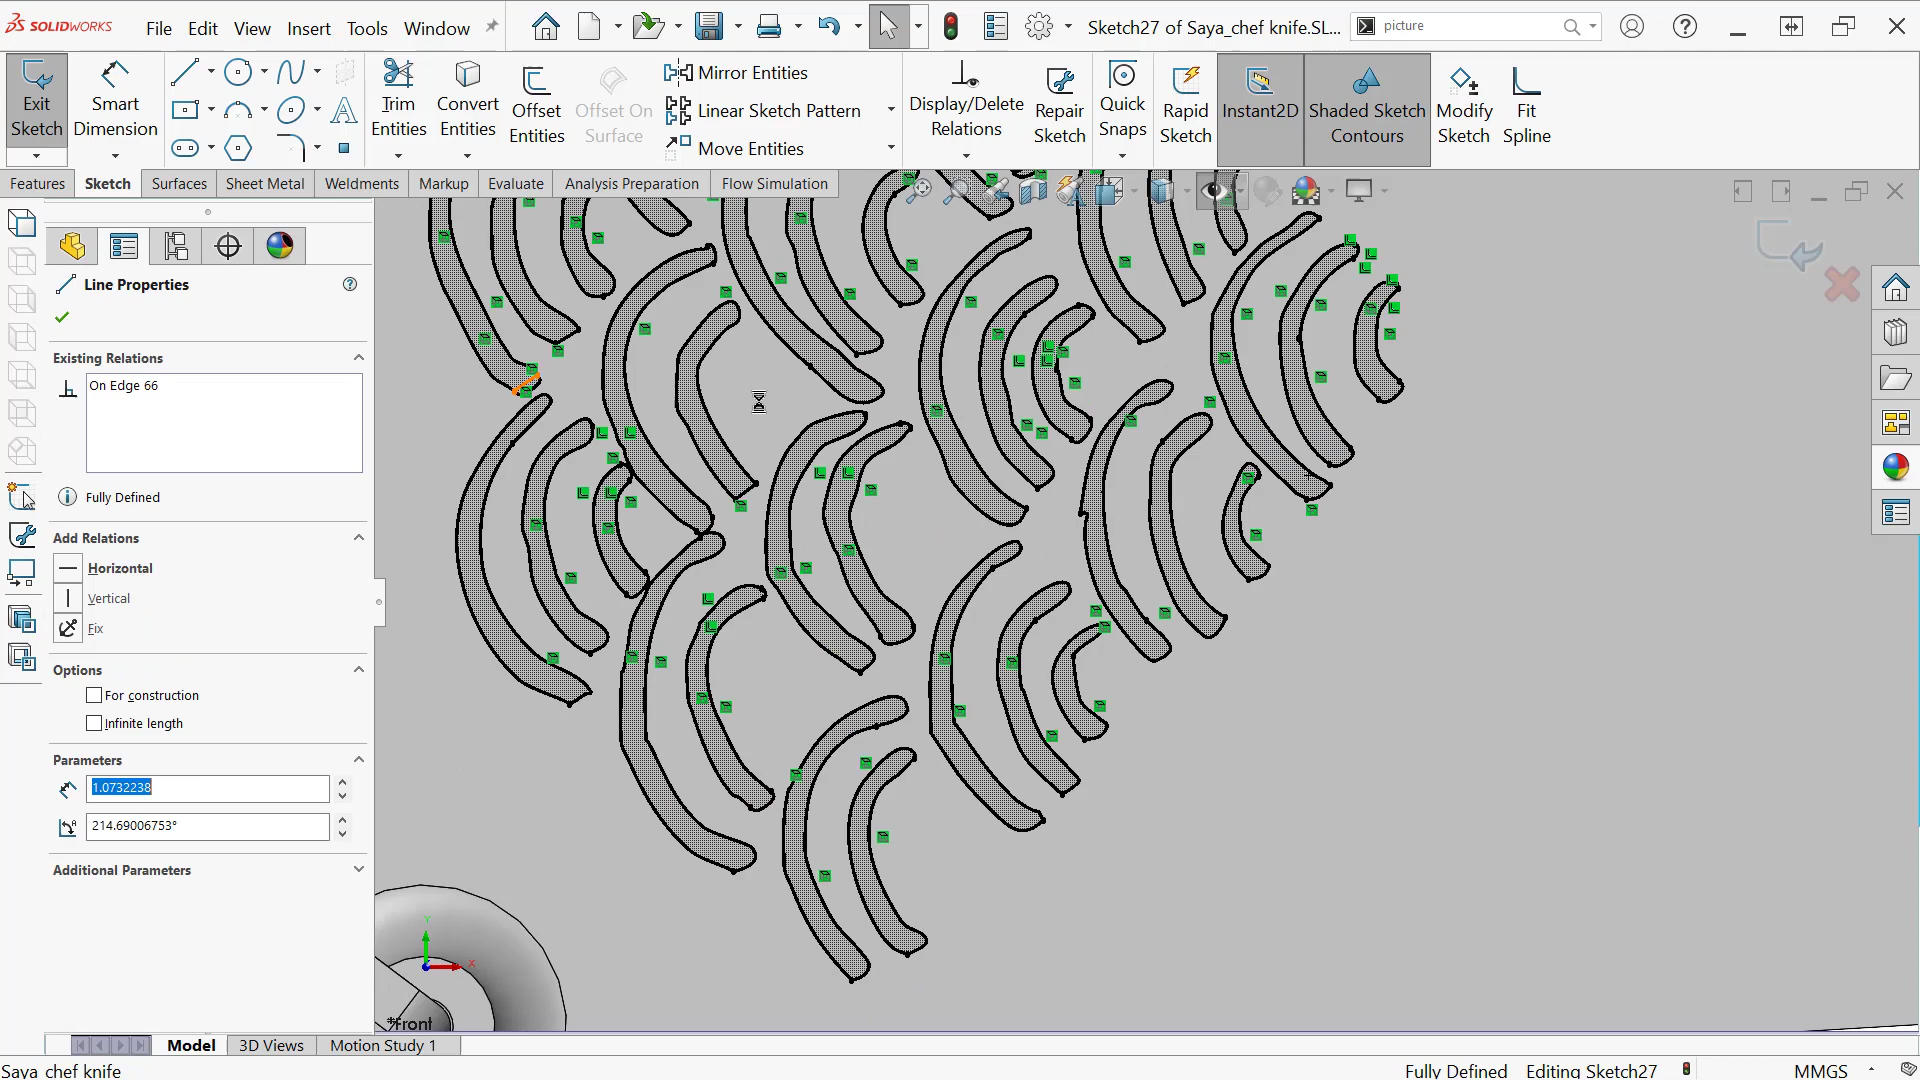 SOLIDWORKS
File
Edit
View
Insert
Tools
Window
Sketch27 of Saya_chef knife.SL...
picture
Exit Sketch
Smart Dimension
Trim Entities
Convert Entities
Offset Entities
Offset On Surface
Mirror Entities
Linear Sketch Pattern
Move Entities
Display/Delete Relations
Repair Sketch
Quick Snaps
Rapid Sketch
Instant2D
Shaded Sketch Contours
Modify Sketch
Fit Spline
Features
Sketch
Surfaces
Sheet Metal
Weldments
Markup
Evaluate
Analysis Preparation
Flow Simulation
Line Properties
Existing Relations
On Edge 66
Fully Defined
Add Relations
Horizontal
Vertical
Fix
Options
For construction
Infinite length
Parameters
1.0732238
214.69006753°
Additional Parameters
Y
X
*Front
Model
3D Views
Motion Study 1
Saya_chef knife
Fully Defined
Editing Sketch27
MMGS